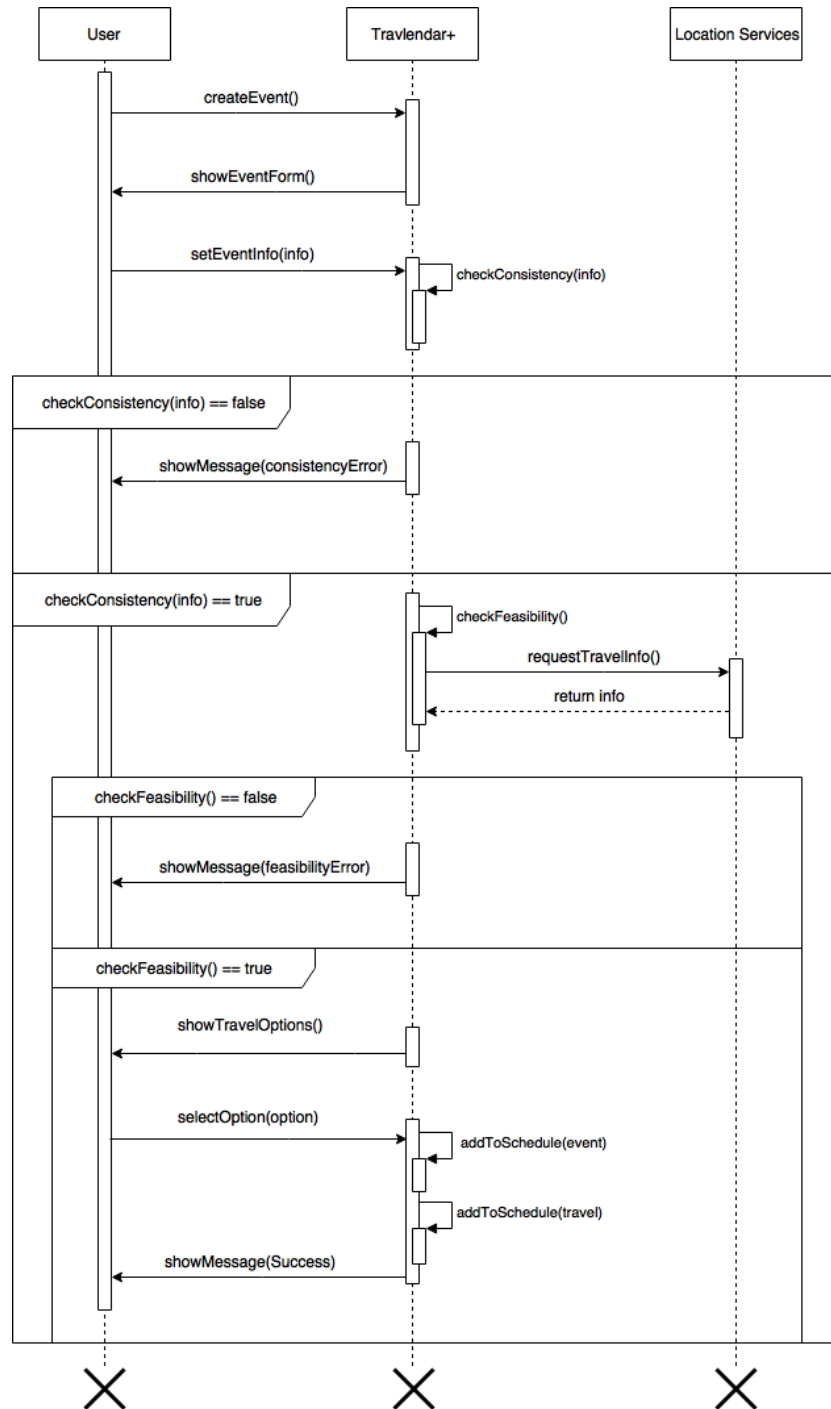 User
Travlendar+
Location Services
createEvent()
showEventForm()
setEventInfo(info)
checkConsistency(info)
checkConsistency(info) == false
showMessage(consistencyError)
checkConsistency(info) == true
checkFeasibility()
requestTravelInfo()
return info
checkFeasibility() == false
showMessage(feasibilityError)
checkFeasibility() == true
showTravelOptions()
selectOption(option)
addToSchedule(event)
addToSchedule(travel)
showMessage(Success)